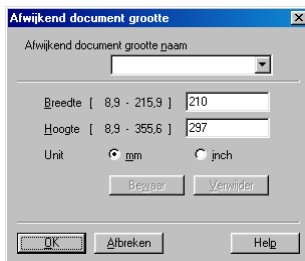 Afwijkend document grootte
Afwijkend document grootte naam
Breedte [ 8,9 - 215,9 ] 210
Hoogte [ 8,9 - 355,6 ] 297
Unit mm inch
Bewaar Verwijder
OK Afbreken Help